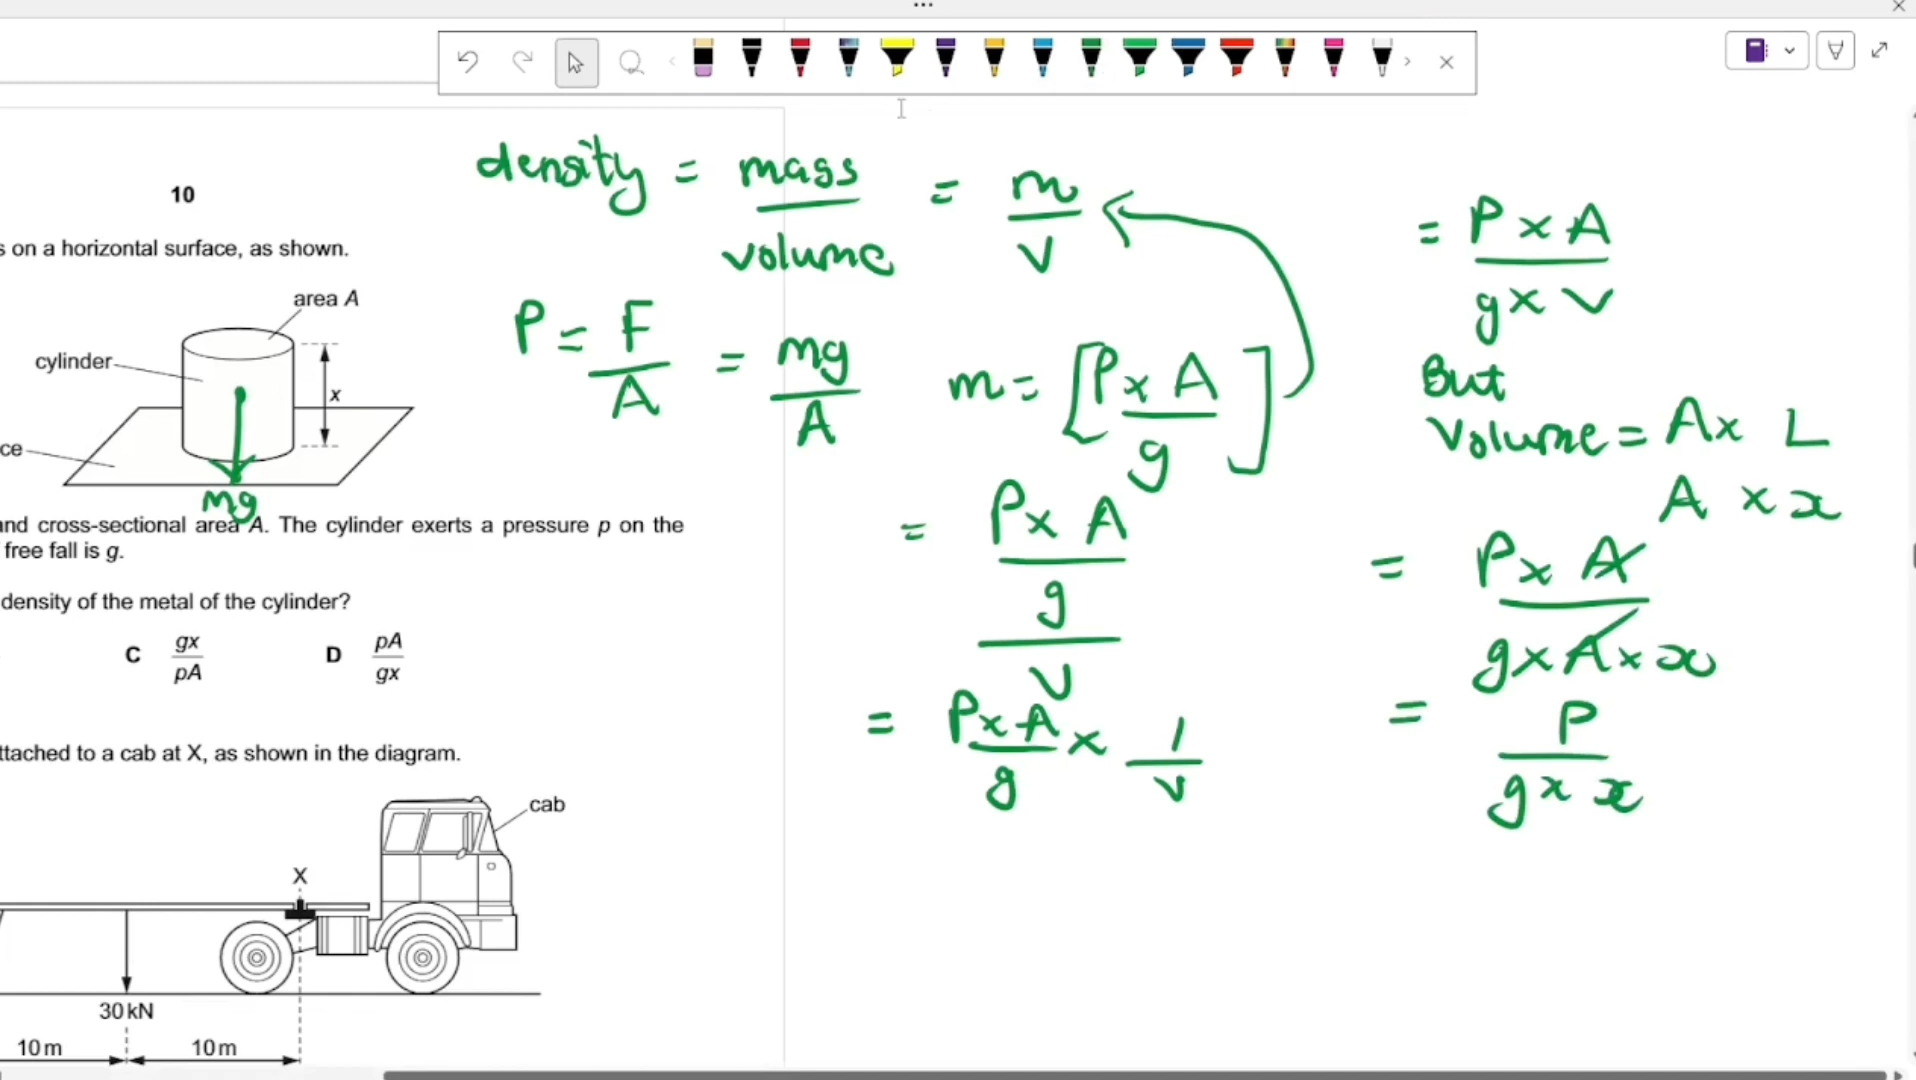 10
s on a horizontal surface, as shown.
area A
cylinder
x
ce
mg
and cross-sectional area A. The cylinder exerts a pressure p on the
free fall is g.
density of the metal of the cylinder?
C gx/pA D pA/gx
ttached to a cab at X, as shown in the diagram.
cab
X
30 kN
10 m 10 m
density = mass/volume = m/v
P = F/A = mg/A
m = [P x A/g]
= P x A/g/v
= P x A/g x 1/v
= P x A/g x v
But
Volume = A x L
A x x
= P x A/g x A x x
= P/g x x